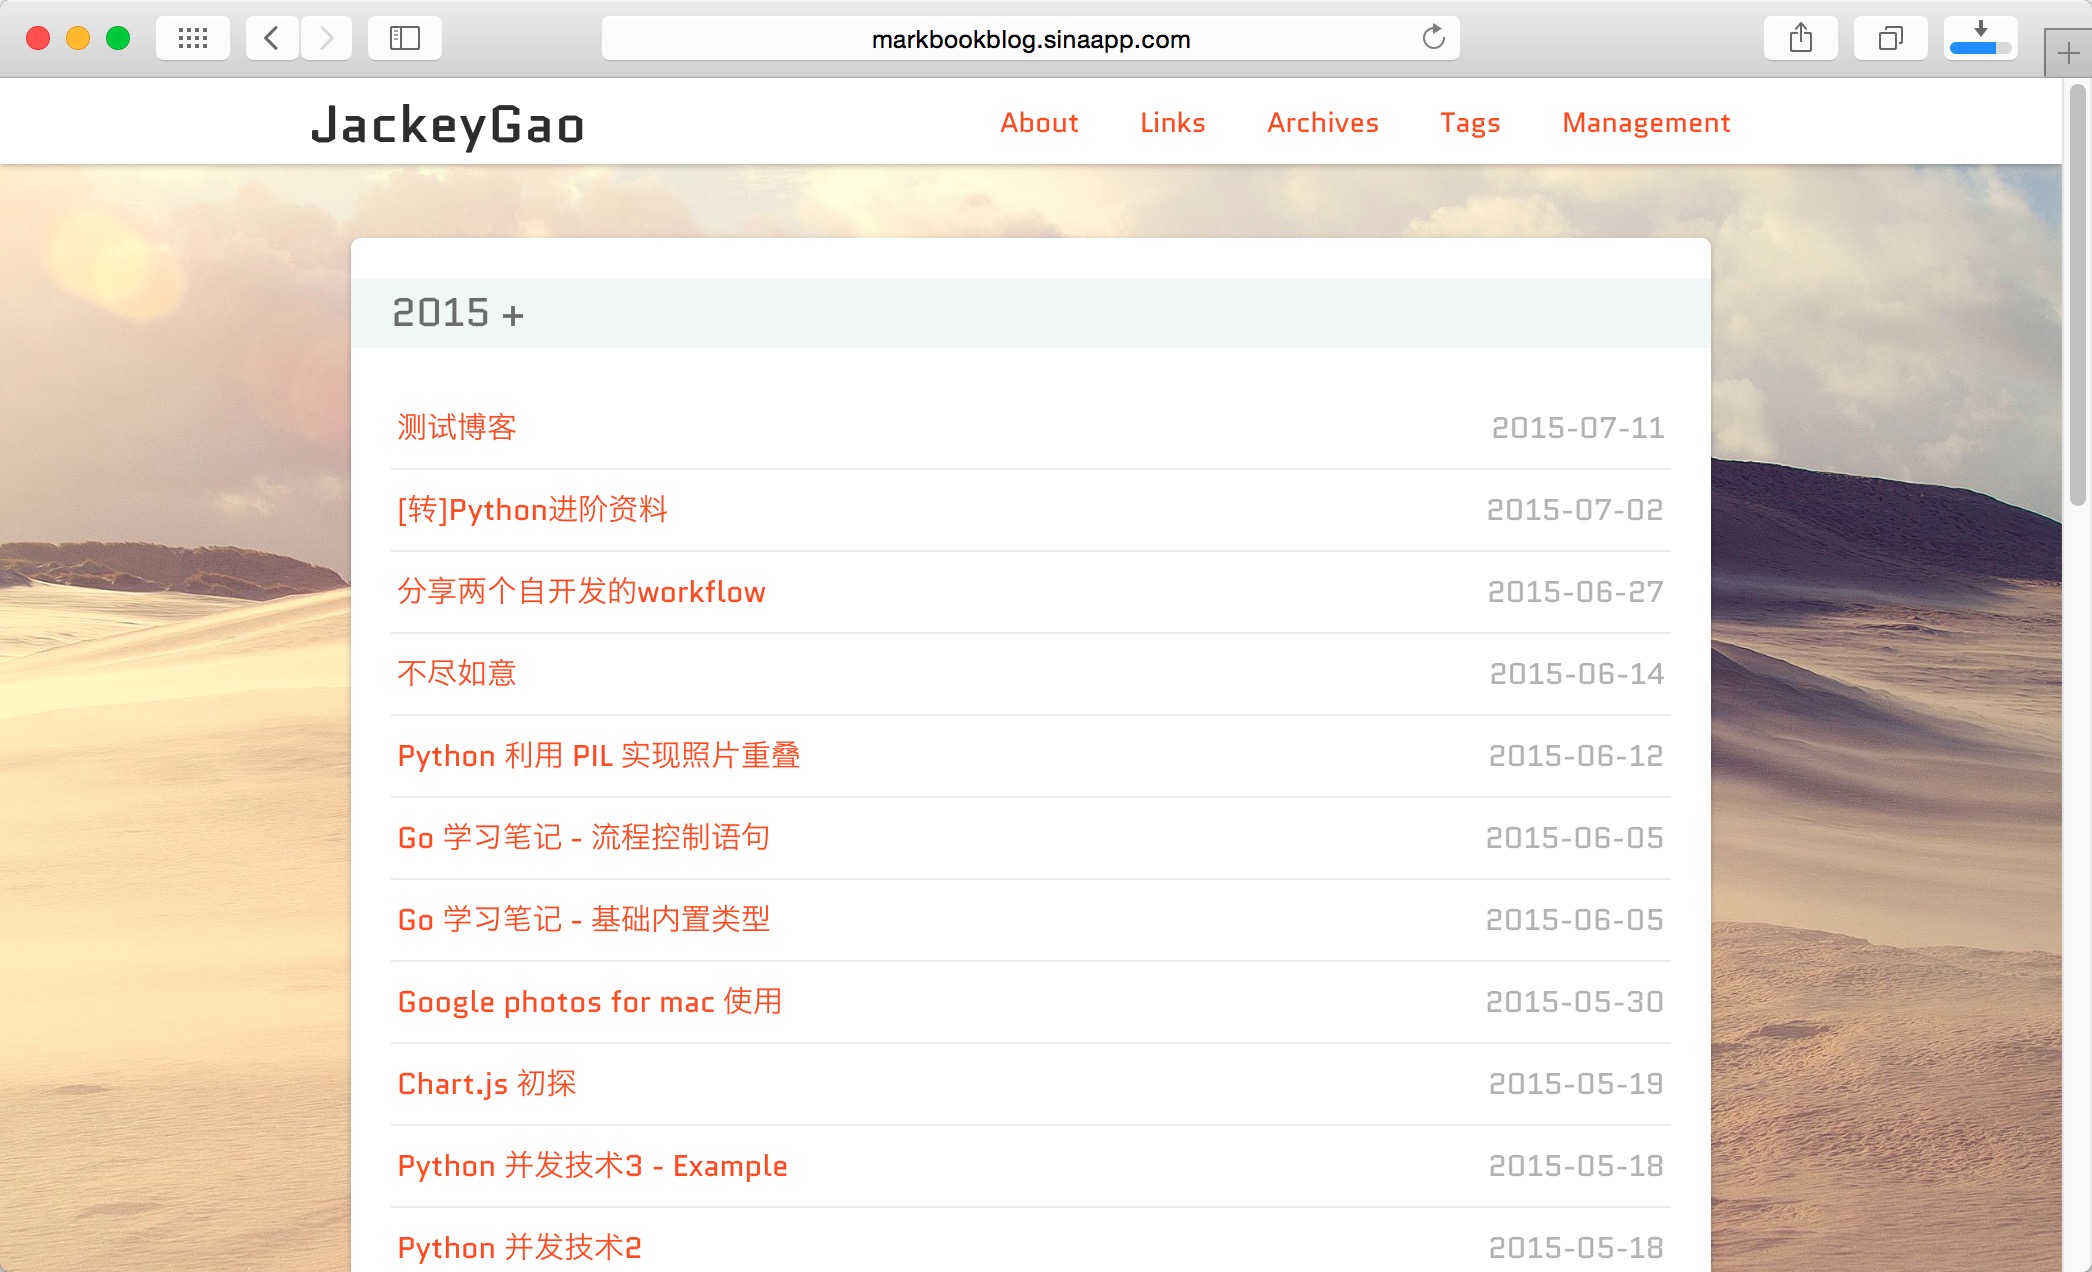 markbookblog.sinaapp.com
JackeyGao
About Links Archives Tags Management
2015 +
测试博客 2015-07-11
[转]Python进阶资料 2015-07-02
分享两个自开发的workflow 2015-06-27
不尽如意 2015-06-14
Python 利用 PIL 实现照片重叠 2015-06-12
Go 学习笔记 - 流程控制语句 2015-06-05
Go 学习笔记 - 基础内置类型 2015-06-05
Google photos for mac 使用 2015-05-30
Chart.js 初探 2015-05-19
Python 并发技术3 - Example 2015-05-18
Python 并发技术2 2015-05-18